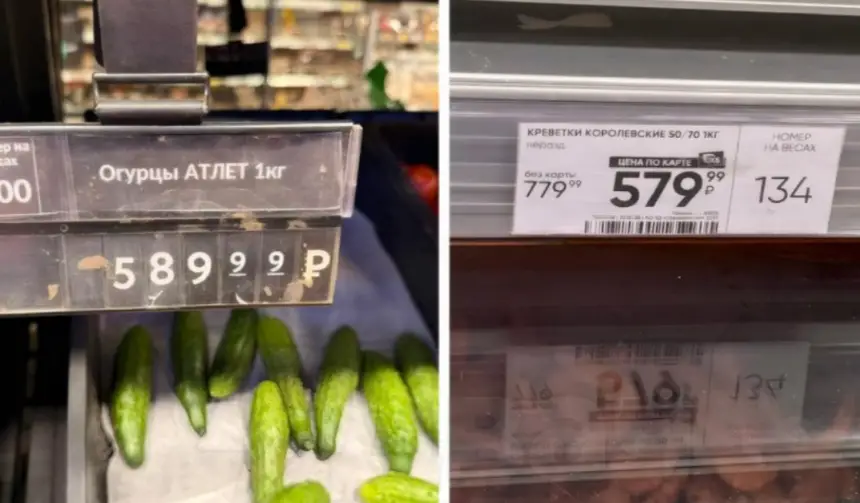 Огурцы АТЛЕТ 1кг
00
589 99 ₽
КРЕВЕТКИ КОРОЛЕВСКИЕ 50/70 1КГ
ЦЕНА ПО КАРТЕ
без карты
779 99
579 99 ₽
НОМЕР
НА ВЕСАХ
134